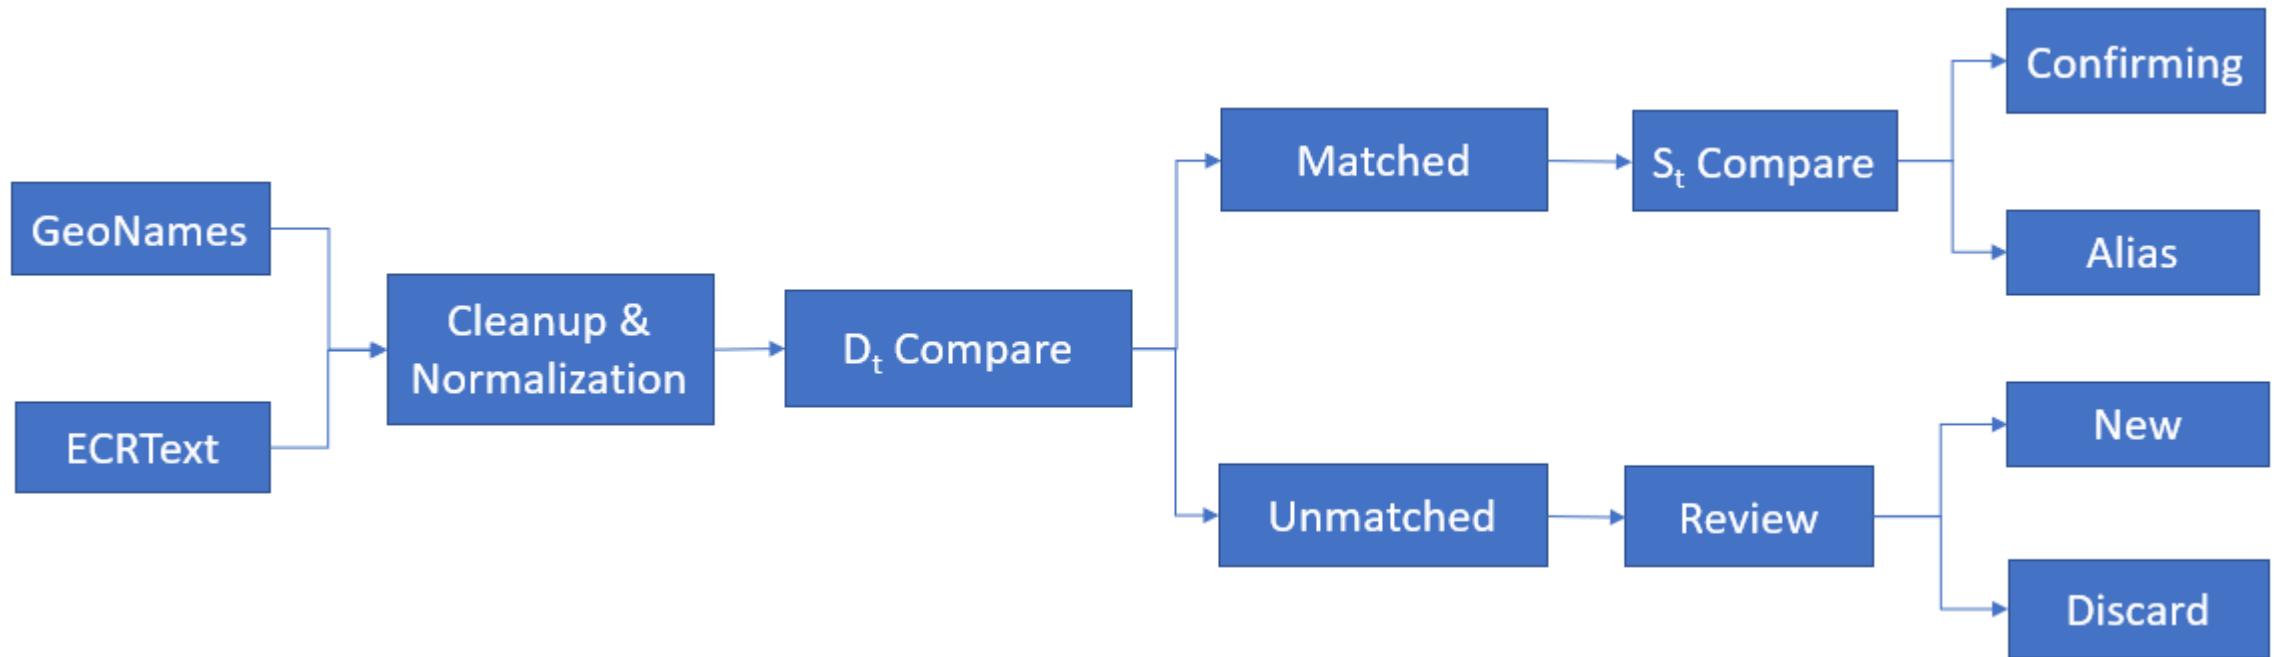 GeoNames
ECRText
Cleanup &
Normalization
Dₜ Compare
Matched
Unmatched
Sₜ Compare
Review
Confirming
Alias
New
Discard